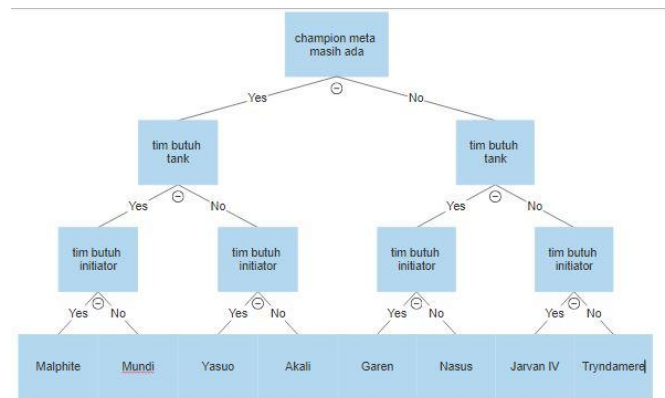 champion meta
masih ada
Yes
No
tim butuh
tank
tim butuh
tank
Yes
No
Yes
No
tim butuh
initiator
tim butuh
initiator
tim butuh
initiator
tim butuh
initiator
Yes
No
Yes
No
Yes
No
Yes
No
Malphite
Mundi
Yasuo
Akali
Garen
Nasus
Jarvan IV
Tryndamere